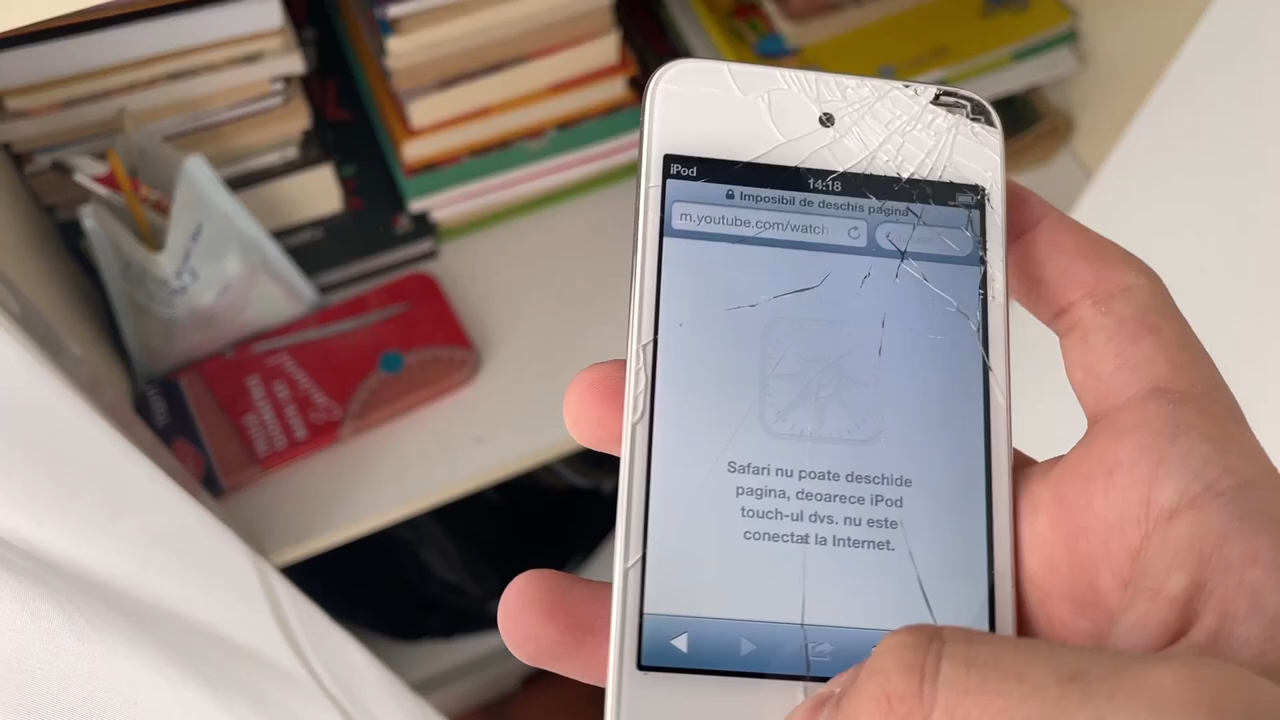 iPod
14:18
Imposibil de deschis pagina
m.youtube.com/watch
Safari nu poate deschide
pagina, deoarece iPod
touch-ul dvs. nu este
conectat la Internet.